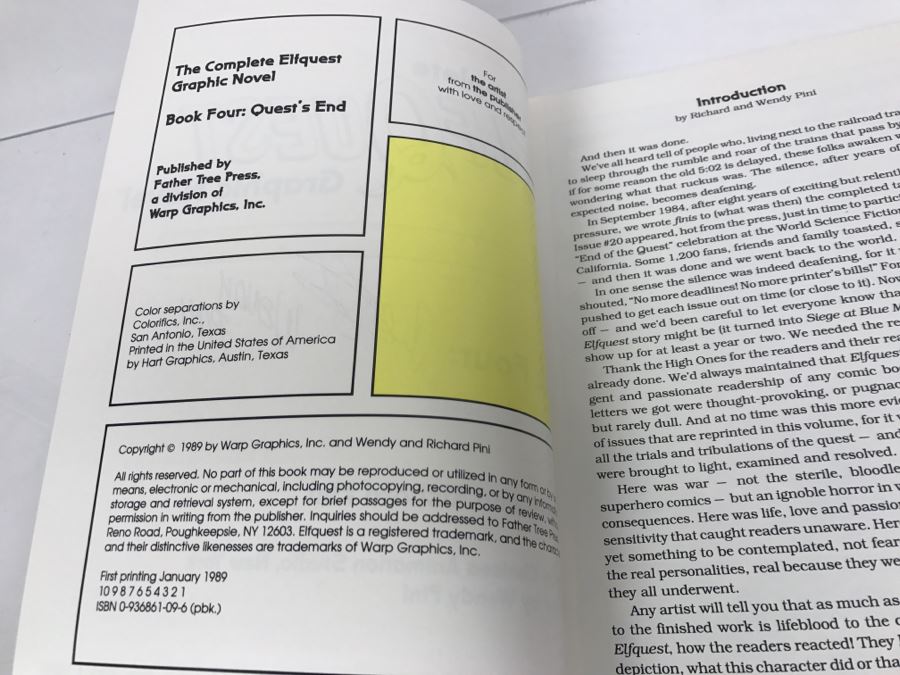 The Complete Elfquest
Graphic Novel
Book Four: Quest's End
Published by
Father Tree Press,
a division of
Warp Graphics, Inc.
For
the artist
from the publisher
with love and respect
Color separations by
Colorifics, Inc.,
San Antonio, Texas
Printed in the United States of America
by Hart Graphics, Austin, Texas
Copyright © 1989 by Warp Graphics, Inc. and Wendy and Richard Pini
All rights reserved. No part of this book may be reproduced or utilized in any form or by
means, electronic or mechanical, including photocopying, recording, or by any
storage and retrieval system, except for brief passages for the purpose of review,
permission in writing from the publisher. Inquiries should be addressed to Father Tree
Reno Road, Poughkeepsie, NY 12603. Elfquest is a registered trademark, and the
and their distinctive likenesses are trademarks of Warp Graphics, Inc.
First printing January 1989
10 9 8 7 6 5 4 3 2 1
ISBN 0-936861-09-6 (pbk.)
Introduction
by Richard and Wendy Pini
And then it was done.
We've all heard tell of people who, living next to the railroad
to sleep through the rumble and roar of the trains that pass
if for some reason the old 5:02 is delayed, these folks awaken
wondering what that ruckus was. The silence, after years of
expected noise, becomes deafening.
In September 1984, after eight years of exciting but
pressure, we wrote finis to (what was then) the completed
Issue #20 appeared, hot from the press, just in time to
"End of the Quest" celebration at the World Science Fiction
California. Some 1,200 fans, friends and family toasted,
— and then it was done and we went back to the world.
In one sense the silence was indeed deafening, for it
shouted, "No more deadlines! No more printer's bills!" For
pushed to get each issue out on time (or close to it). Now
off — and we'd been careful to let everyone know
Elfquest story might be (it turned into Siege at Blue
show up for at least a year or two. We needed the
Thank the High Ones for the readers and their
already done. We'd always maintained that Elfquest
gent and passionate readership of any comic
letters we got were thought-provoking, or
but rarely dull. And at no time was this more
of issues that are reprinted in this volume, for it
all the trials and tribulations of the quest — and
were brought to light, examined and resolved.
Here was war — not the sterile,
superhero comics — but an ignoble horror in
consequences. Here was life, love and
sensitivity that caught readers unaware.
yet something to be contemplated, not
the real personalities, real because they
they all underwent.
Any artist will tell you that as much as
to the finished work is lifeblood to the
Elfquest, how the readers reacted! They
depiction, what this character did or